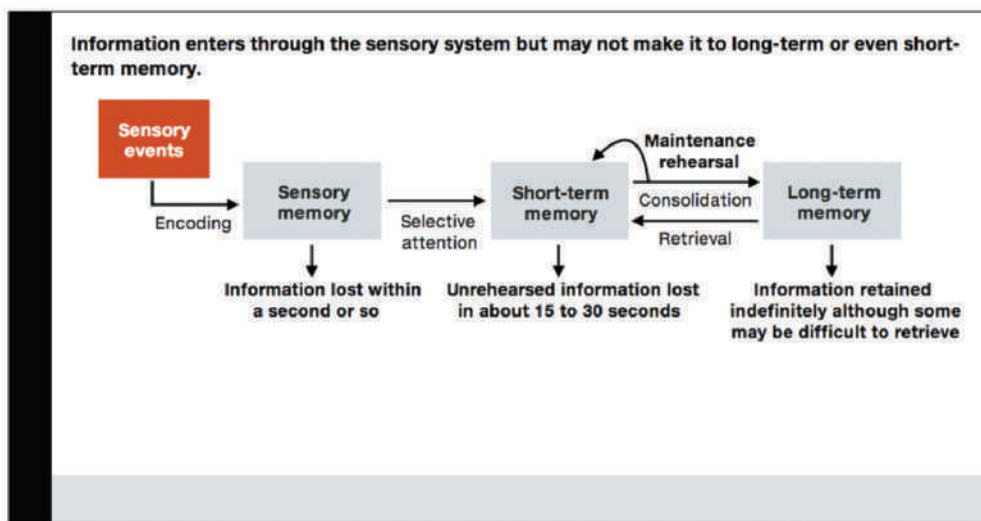 Information enters through the sensory system but may not make it to long-term or even short-
term memory.
Sensory
events
Encoding
Sensory
memory
Selective
attention
Short-term
memory
Maintenance
rehearsal
Consolidation
Retrieval
Long-term
memory
Information lost within
a second or so
Unrehearsed information lost
in about 15 to 30 seconds
Information retained
indefinitely although some
may be difficult to retrieve